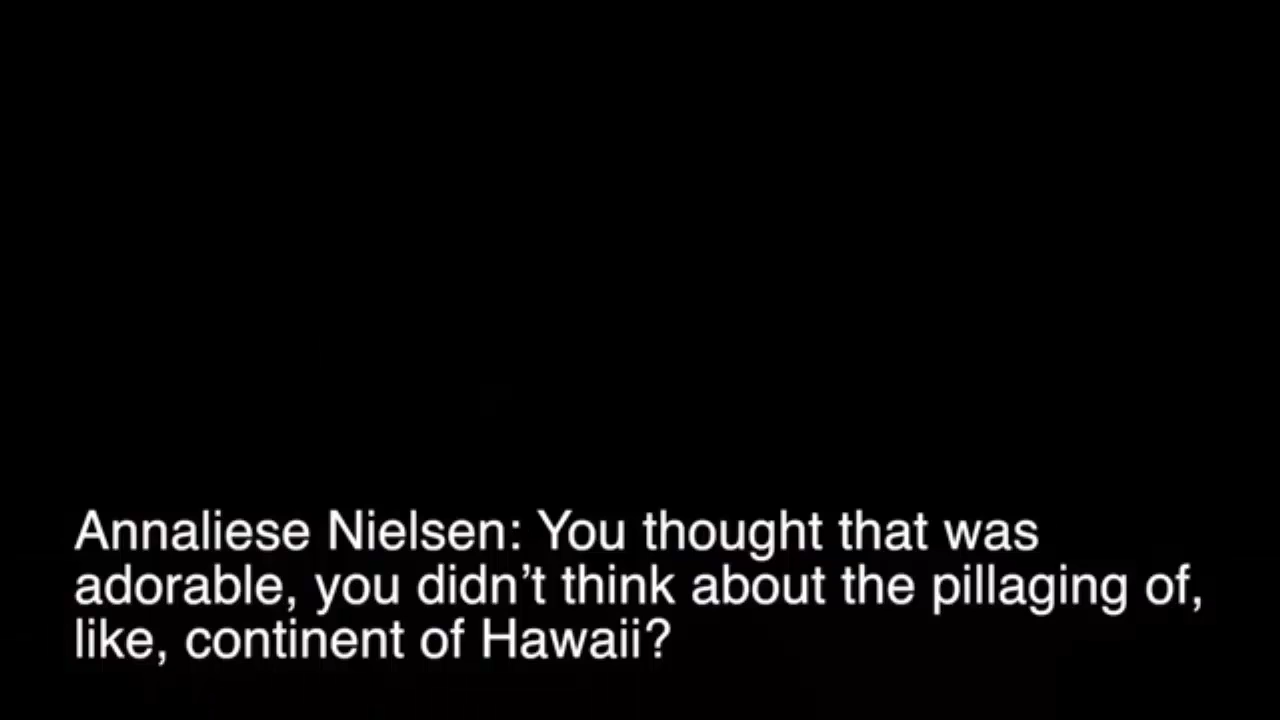 Annaliese Nielsen: You thought that was
adorable, you didn’t think about the pillaging of,
like, continent of Hawaii?